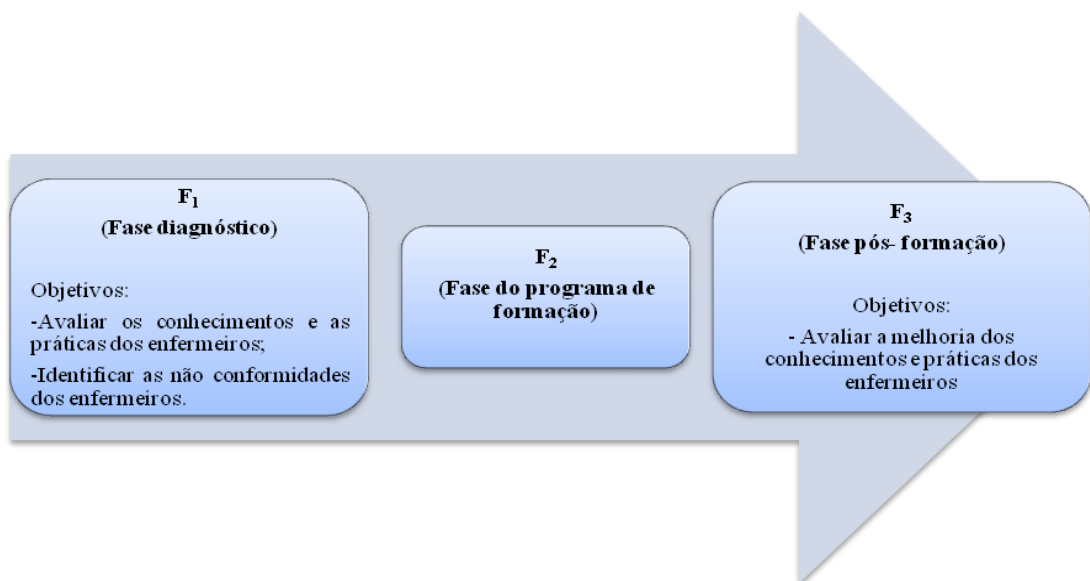 F₁
(Fase diagnóstico)
Objetivos:
-Avaliar os conhecimentos e as
práticas dos enfermeiros;
-Identificar as não conformidades
dos enfermeiros.
F₂
(Fase do programa de
formação)
F₃
(Fase pós- formação)
Objetivos:
- Avaliar a melhoria dos
conhecimentos e práticas dos
enfermeiros